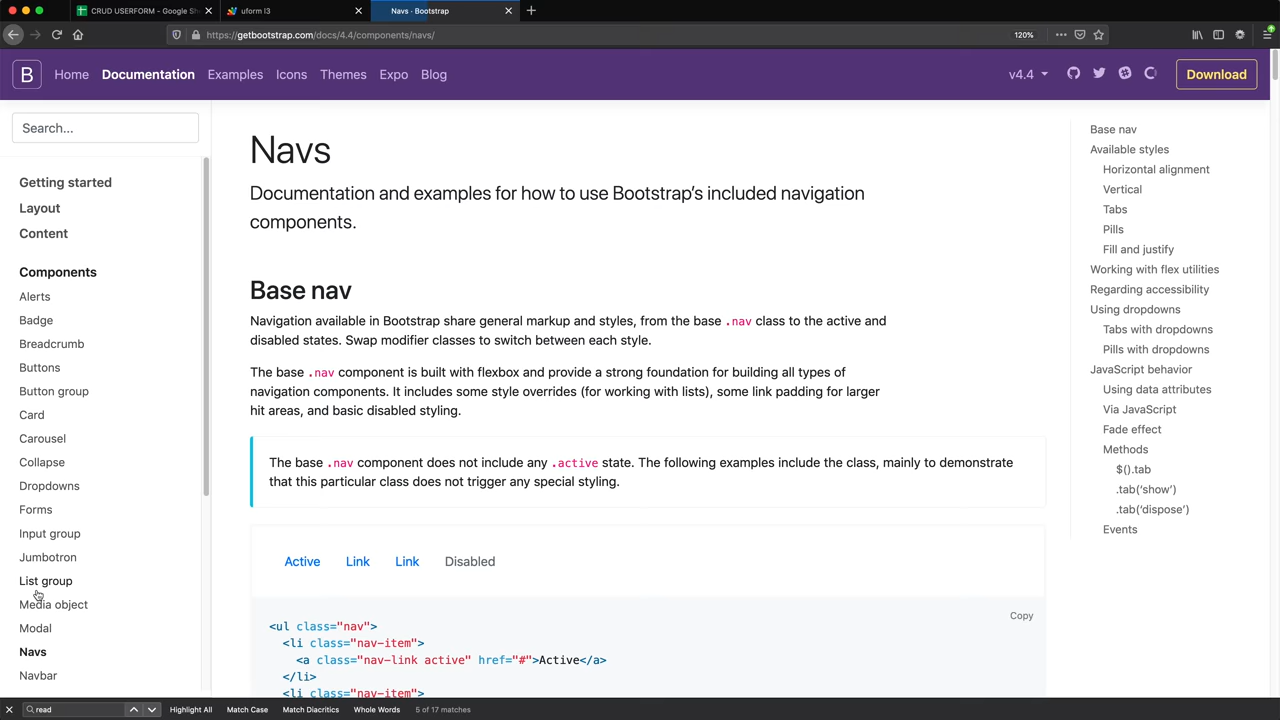 CRUD USERFORM - Google She
uform l3
Navs · Bootstrap
https://getbootstrap.com/docs/4.4/components/navs/
120%
B
Home
Documentation
Examples
Icons
Themes
Expo
Blog
v4.4
Download
Search...
Getting started
Layout
Content
Components
Alerts
Badge
Breadcrumb
Buttons
Button group
Card
Carousel
Collapse
Dropdowns
Forms
Input group
Jumbotron
List group
Media object
Modal
Navs
Navbar
Navs
Documentation and examples for how to use Bootstrap's included navigation
components.
Base nav
Navigation available in Bootstrap share general markup and styles, from the base .nav class to the active and
disabled states. Swap modifier classes to switch between each style.
The base .nav component is built with flexbox and provide a strong foundation for building all types of
navigation components. It includes some style overrides (for working with lists), some link padding for larger
hit areas, and basic disabled styling.
The base .nav component does not include any .active state. The following examples include the class, mainly to demonstrate
that this particular class does not trigger any special styling.
Active Link Link Disabled
Copy
<ul class="nav">
<li class="nav-item">
<a class="nav-link active" href="#">Active</a>
</li>
<li class="nav-item">
Base nav
Available styles
Horizontal alignment
Vertical
Tabs
Pills
Fill and justify
Working with flex utilities
Regarding accessibility
Using dropdowns
Tabs with dropdowns
Pills with dropdowns
JavaScript behavior
Using data attributes
Via JavaScript
Fade effect
Methods
$().tab
.tab('show')
.tab('dispose')
Events
read
Highlight All
Match Case
Match Diacritics
Whole Words
5 of 17 matches